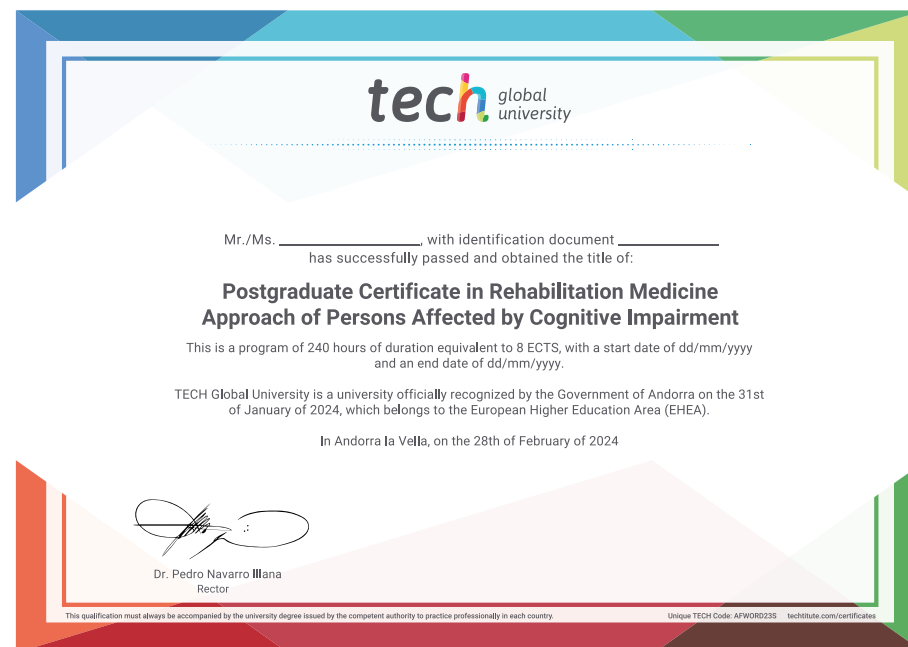 tech global university
Mr./Ms. ____________________, with identification document ______________
has successfully passed and obtained the title of:
Postgraduate Certificate in Rehabilitation Medicine
Approach of Persons Affected by Cognitive Impairment
This is a program of 240 hours of duration equivalent to 8 ECTS, with a start date of dd/mm/yyyy
and an end date of dd/mm/yyyy.
TECH Global University is a university officially recognized by the Government of Andorra on the 31st
of January of 2024, which belongs to the European Higher Education Area (EHEA).
In Andorra la Vella, on the 28th of February of 2024
Dr. Pedro Navarro Illana
Rector
This qualification must always be accompanied by the university degree issued by the competent authority to practice professionally in each country.
Unique TECH Code: AFWORD23S techtitute.com/certificates